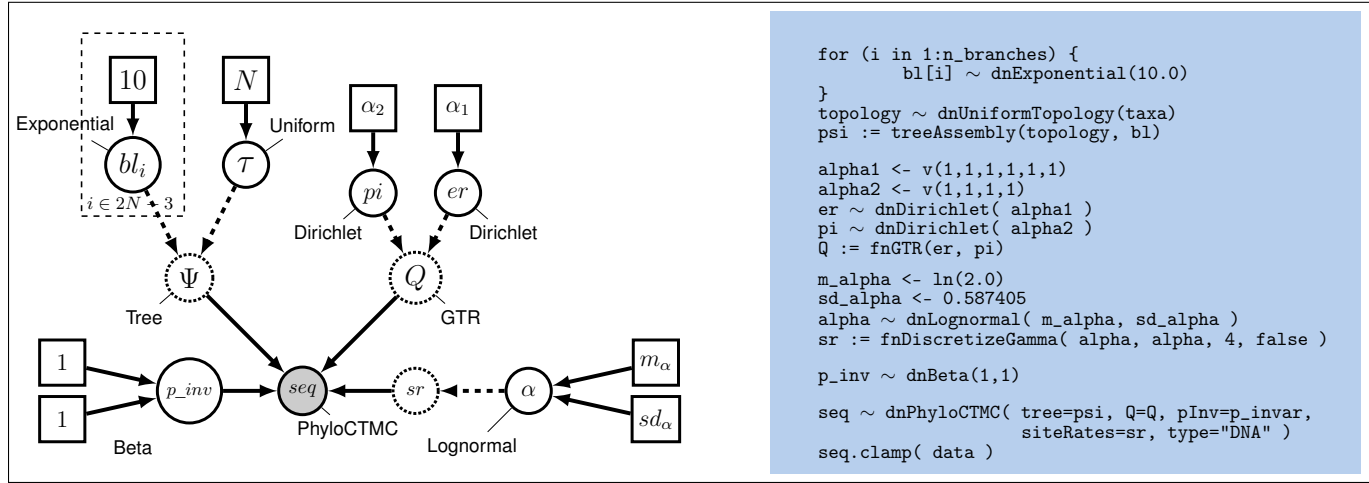 10
N
α₂
α₁
Exponential
Uniform
bl_i
τ
i ∈ 2N − 3
pi
er
Dirichlet
Dirichlet
Ψ
Q
Tree
GTR
1
1
p_inv
seq
sr
α
m_α
sd_α
Beta
PhyloCTMC
Lognormal
for (i in 1:n_branches) {
bl[i] ∼ dnExponential(10.0)
}
topology ∼ dnUniformTopology(taxa)
psi := treeAssembly(topology, bl)
alpha1 <- v(1,1,1,1,1,1)
alpha2 <- v(1,1,1,1)
er ∼ dnDirichlet( alpha1 )
pi ∼ dnDirichlet( alpha2 )
Q := fnGTR(er, pi)
m_alpha <- ln(2.0)
sd_alpha <- 0.587405
alpha ∼ dnLognormal( m_alpha, sd_alpha )
sr := fnDiscretizeGamma( alpha, alpha, 4, false )
p_inv ∼ dnBeta(1,1)
seq ∼ dnPhyloCTMC( tree=psi, Q=Q, pInv=p_invar,
siteRates=sr, type="DNA" )
seq.clamp( data )